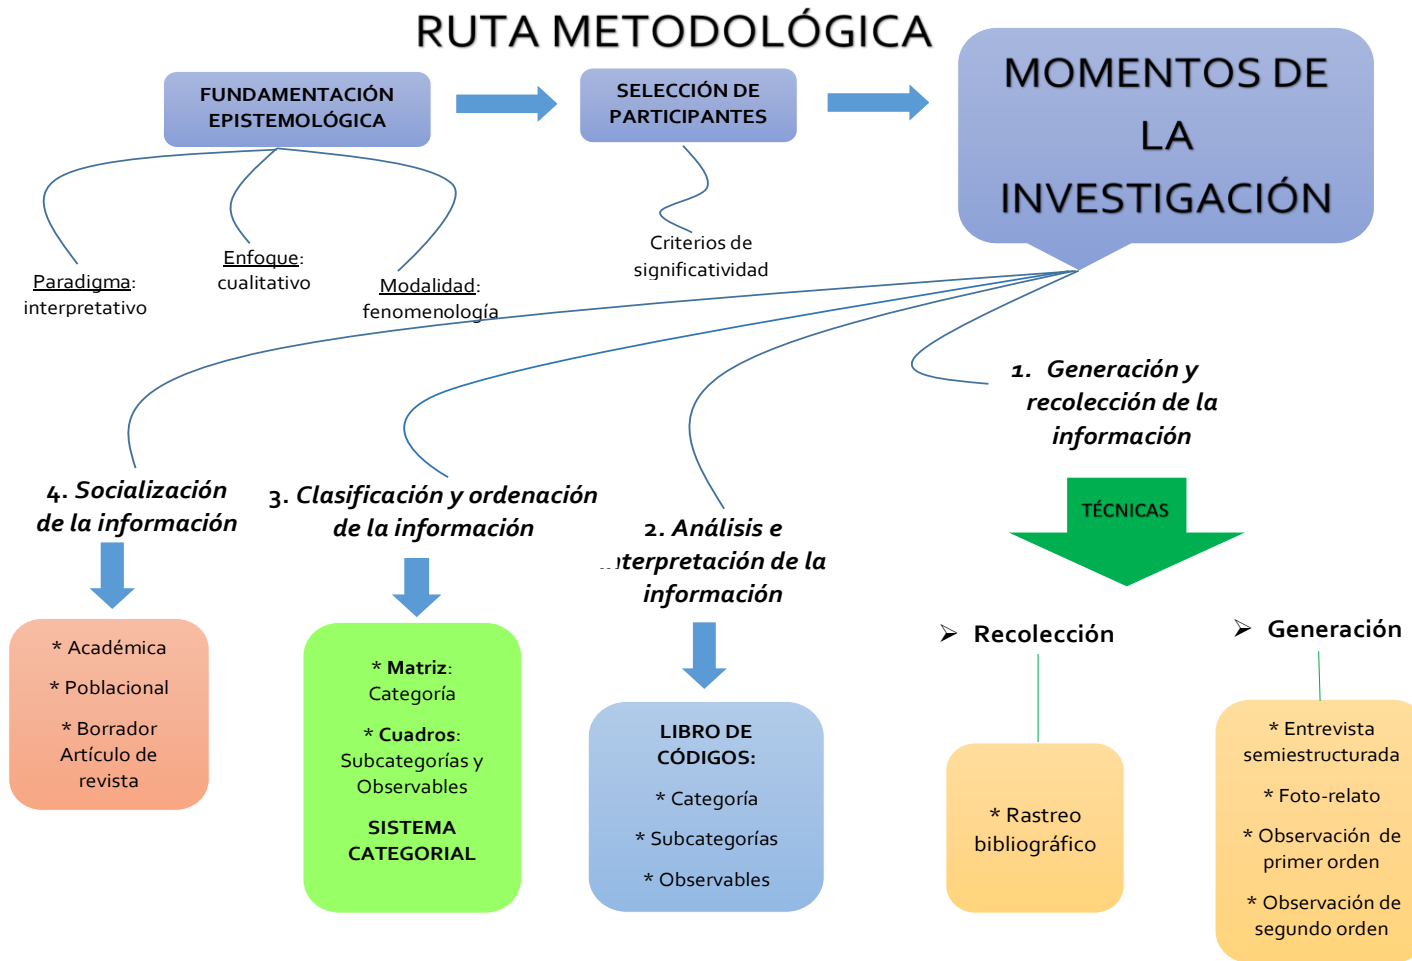 RUTA METODOLÓGICA
FUNDAMENTACIÓN
EPISTEMOLÓGICA
SELECCIÓN DE
PARTICIPANTES
MOMENTOS DE
LA
INVESTIGACIÓN
Paradigma:
interpretativo
Enfoque:
cualitativo
Modalidad:
fenomenología
Criterios de
significatividad
1. Generación y
recolección de la
información
4. Socialización
de la información
3. Clasificación y ordenación
de la información
2. Análisis e
interpretación de la
información
TÉCNICAS
➢ Recolección
➢ Generación
* Académica
* Poblacional
* Borrador
Artículo de
revista
* Matriz:
Categoría
* Cuadros:
Subcategorías y
Observables
SISTEMA
CATEGORIAL
LIBRO DE
CÓDIGOS:
* Categoría
* Subcategorías
* Observables
* Rastreo
bibliográfico
* Entrevista
semiestructurada
* Foto-relato
* Observación de
primer orden
* Observación de
segundo orden